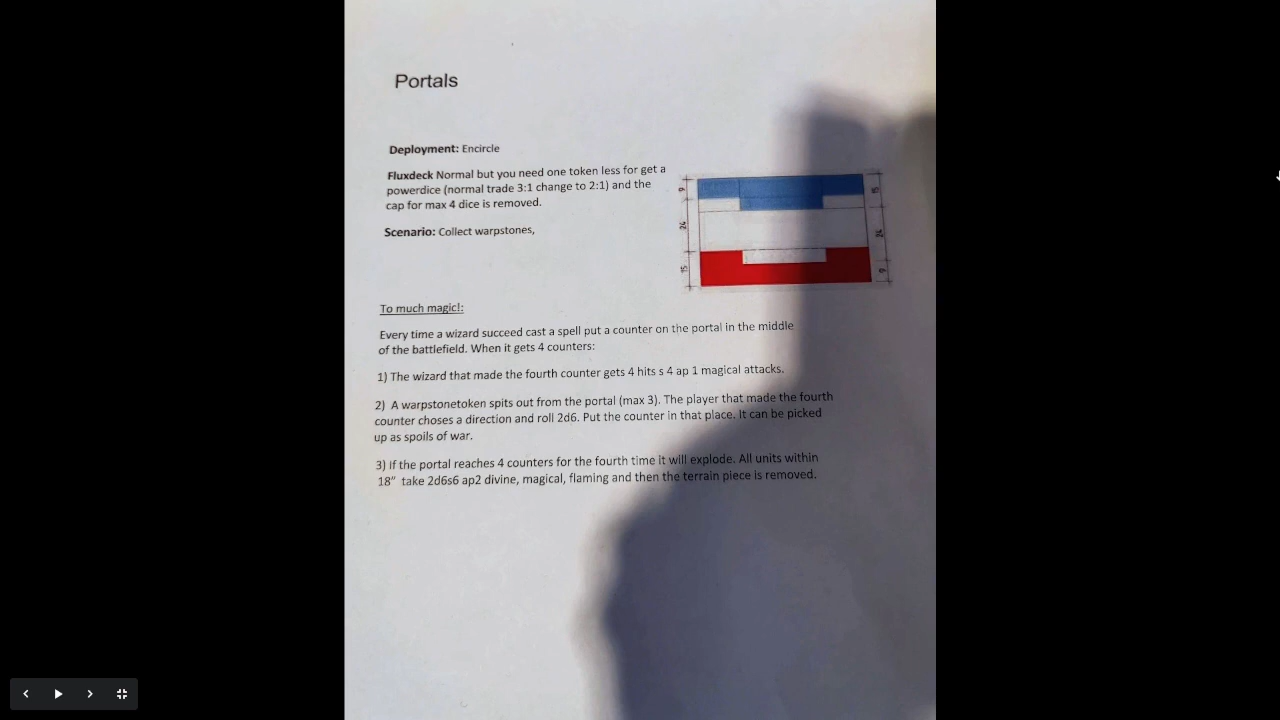 Portals
Deployment: Encircle
Fluxdeck Normal but you need one token less for get a
powerdice (normal trade 3:1 change to 2:1) and the
cap for max 4 dice is removed.
Scenario: Collect warpstones,
9
24
15
15
24
9
To much magic!:
Every time a wizard succeed cast a spell put a counter on the portal in the middle
of the battlefield. When it gets 4 counters:
1) The wizard that made the fourth counter gets 4 hits s 4 ap 1 magical attacks.
2) A warpstonetoken spits out from the portal (max 3). The player that made the fourth
counter choses a direction and roll 2d6. Put the counter in that place. It can be picked
up as spoils of war.
3) If the portal reaches 4 counters for the fourth time it will explode. All units within
18" take 2d6s6 ap2 divine, magical, flaming and then the terrain piece is removed.